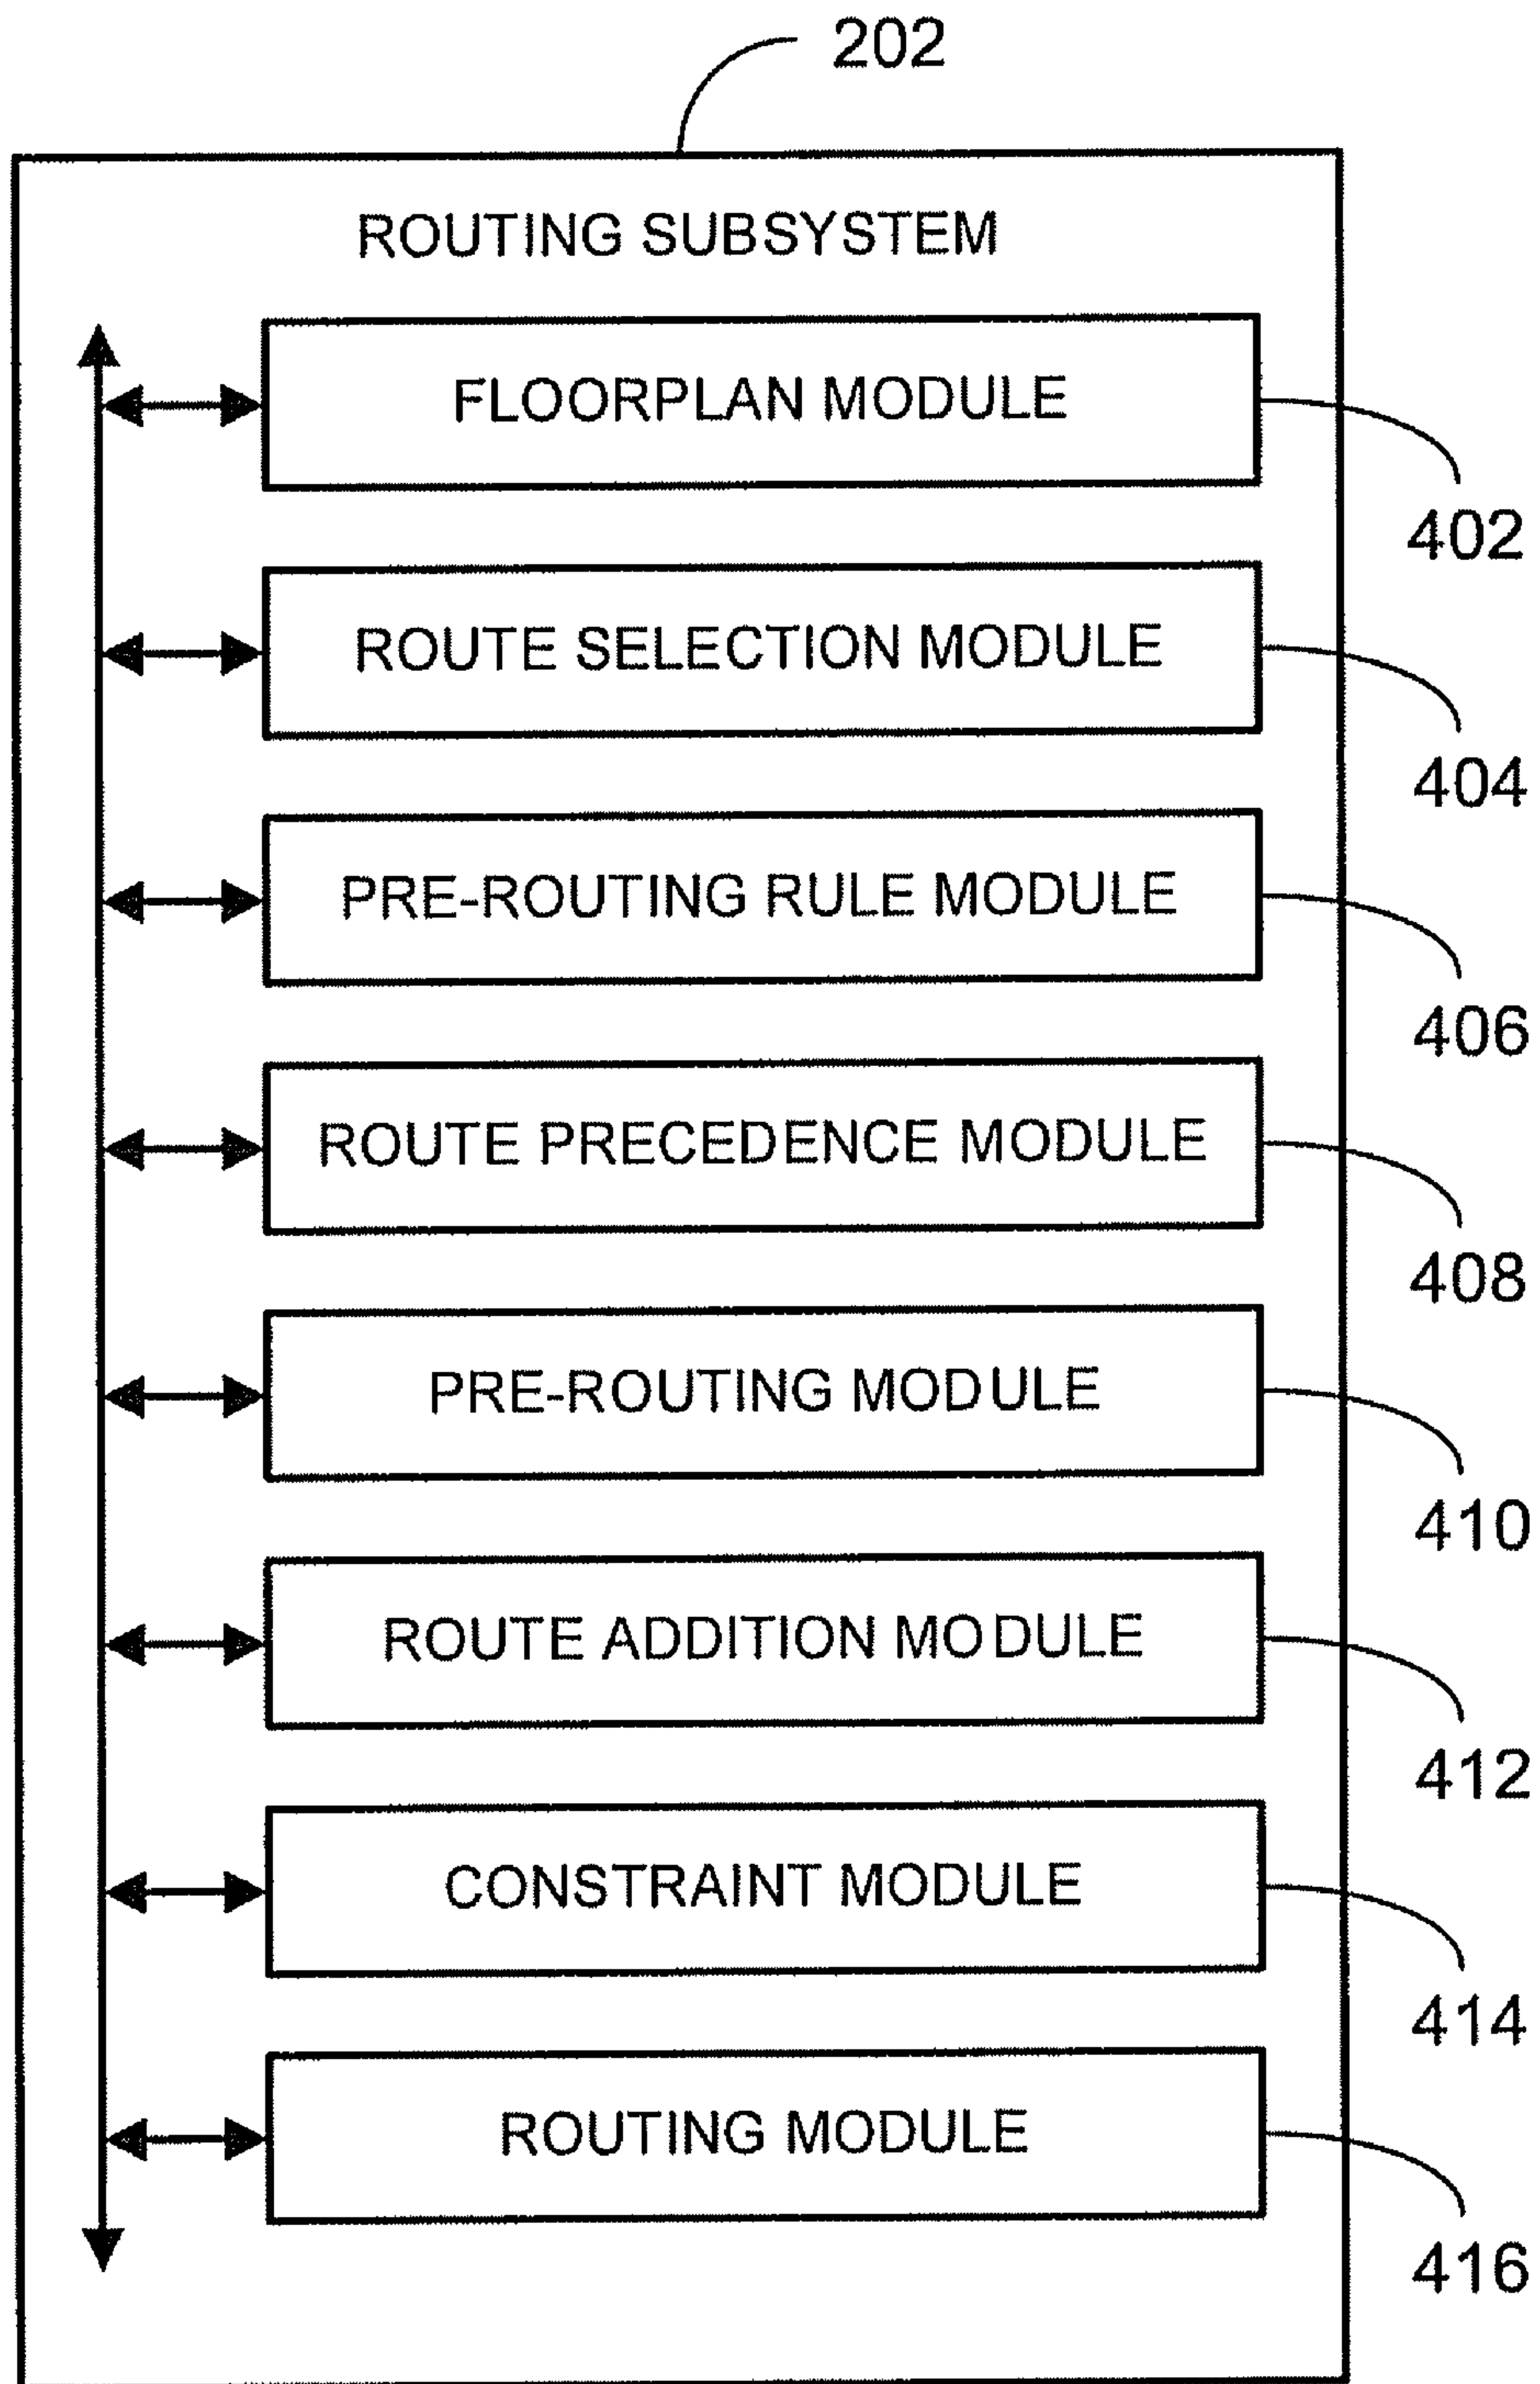 202
ROUTING SUBSYSTEM
FLOORPLAN MODULE
402
ROUTE SELECTION MODULE
404
PRE-ROUTING RULE MODULE
406
ROUTE PRECEDENCE MODULE
408
PRE-ROUTING MODULE
410
ROUTE ADDITION MODULE
412
CONSTRAINT MODULE
414
ROUTING MODULE
416